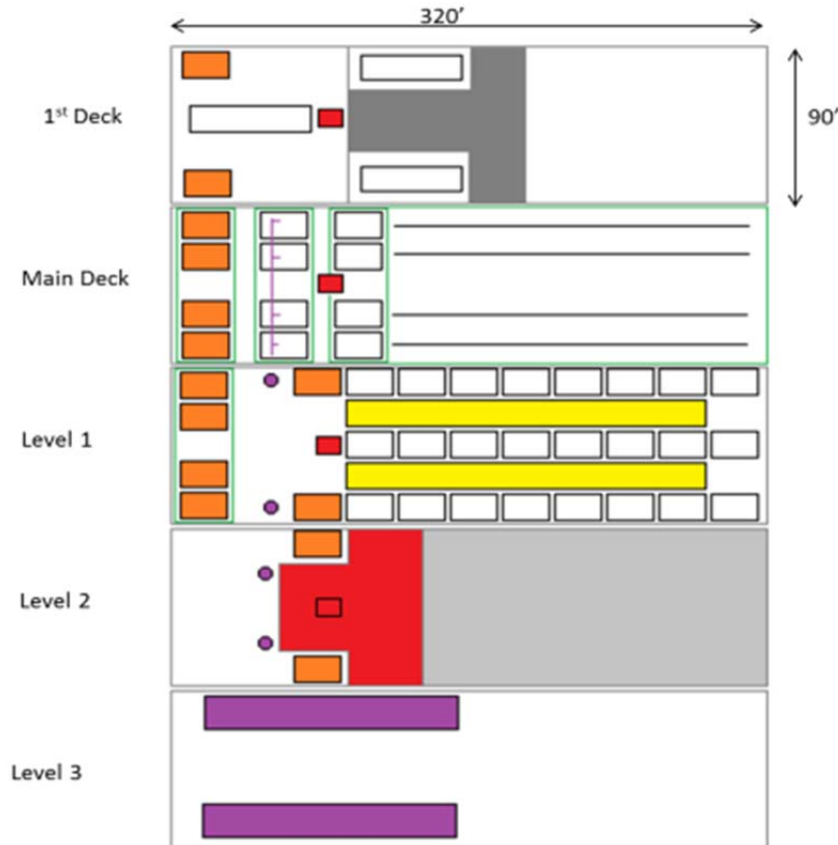 320’
1st Deck
90’
Main Deck
Level 1
Level 2
Level 3